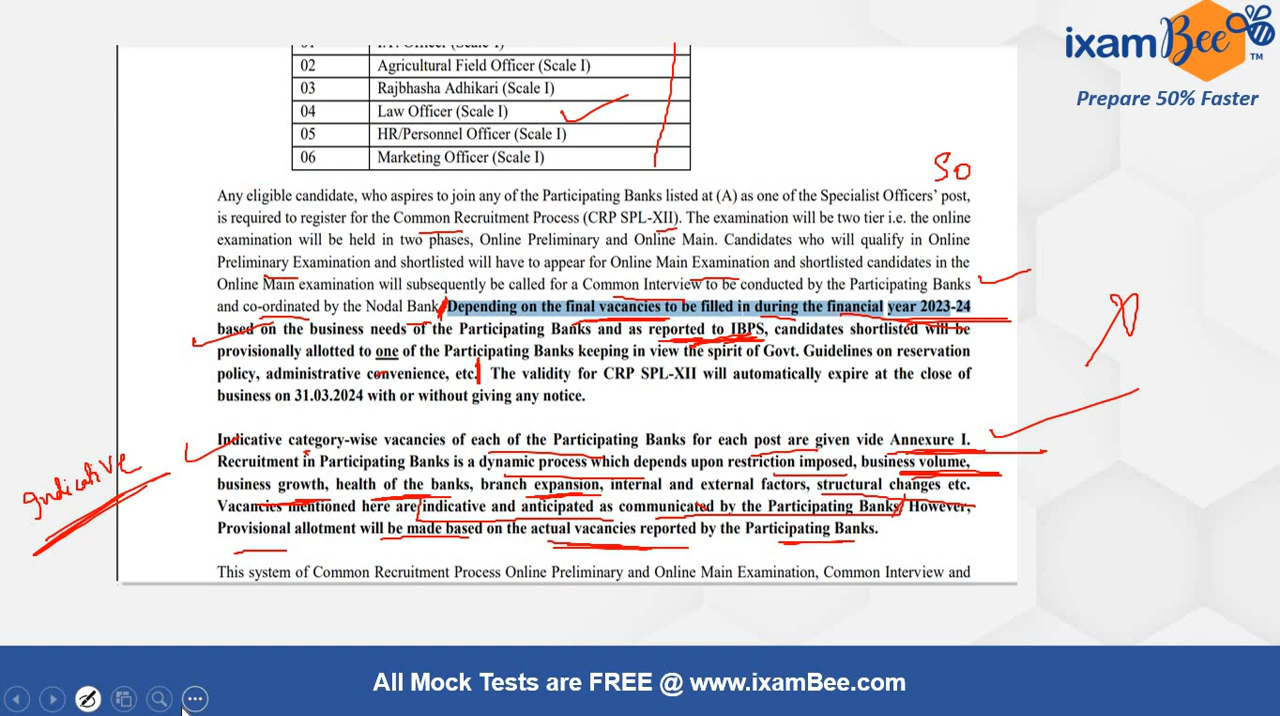 ixamBee
TM
Prepare 50% Faster
02 Agricultural Field Officer (Scale I)
03 Rajbhasha Adhikari (Scale I)
04 Law Officer (Scale I)
05 HR/Personnel Officer (Scale I)
06 Marketing Officer (Scale I)
So
Any eligible candidate, who aspires to join any of the Participating Banks listed at (A) as one of the Specialist Officers' post,
is required to register for the Common Recruitment Process (CRP SPL-XII). The examination will be two tier i.e. the online
examination will be held in two phases, Online Preliminary and Online Main. Candidates who will qualify in Online
Preliminary Examination and shortlisted will have to appear for Online Main Examination and shortlisted candidates in the
Online Main examination will subsequently be called for a Common Interview to be conducted by the Participating Banks
and co-ordinated by the Nodal Bank Depending on the final vacancies to be filled in during the financial year 2023-24
based on the business needs of the Participating Banks and as reported to IBPS, candidates shortlisted will be
provisionally allotted to one of the Participating Banks keeping in view the spirit of Govt. Guidelines on reservation
policy, administrative convenience, etc. The validity for CRP SPL-XII will automatically expire at the close of
business on 31.03.2024 with or without giving any notice.
Indicative category-wise vacancies of each of the Participating Banks for each post are given vide Annexure I.
Recruitment in Participating Banks is a dynamic process which depends upon restriction imposed, business volume,
business growth, health of the banks, branch expansion, internal and external factors, structural changes etc.
Vacancies mentioned here are indicative and anticipated as communicated by the Participating Banks However,
Provisional allotment will be made based on the actual vacancies reported by the Participating Banks.
Indicative
This system of Common Recruitment Process Online Preliminary and Online Main Examination, Common Interview and
All Mock Tests are FREE @ www.ixamBee.com